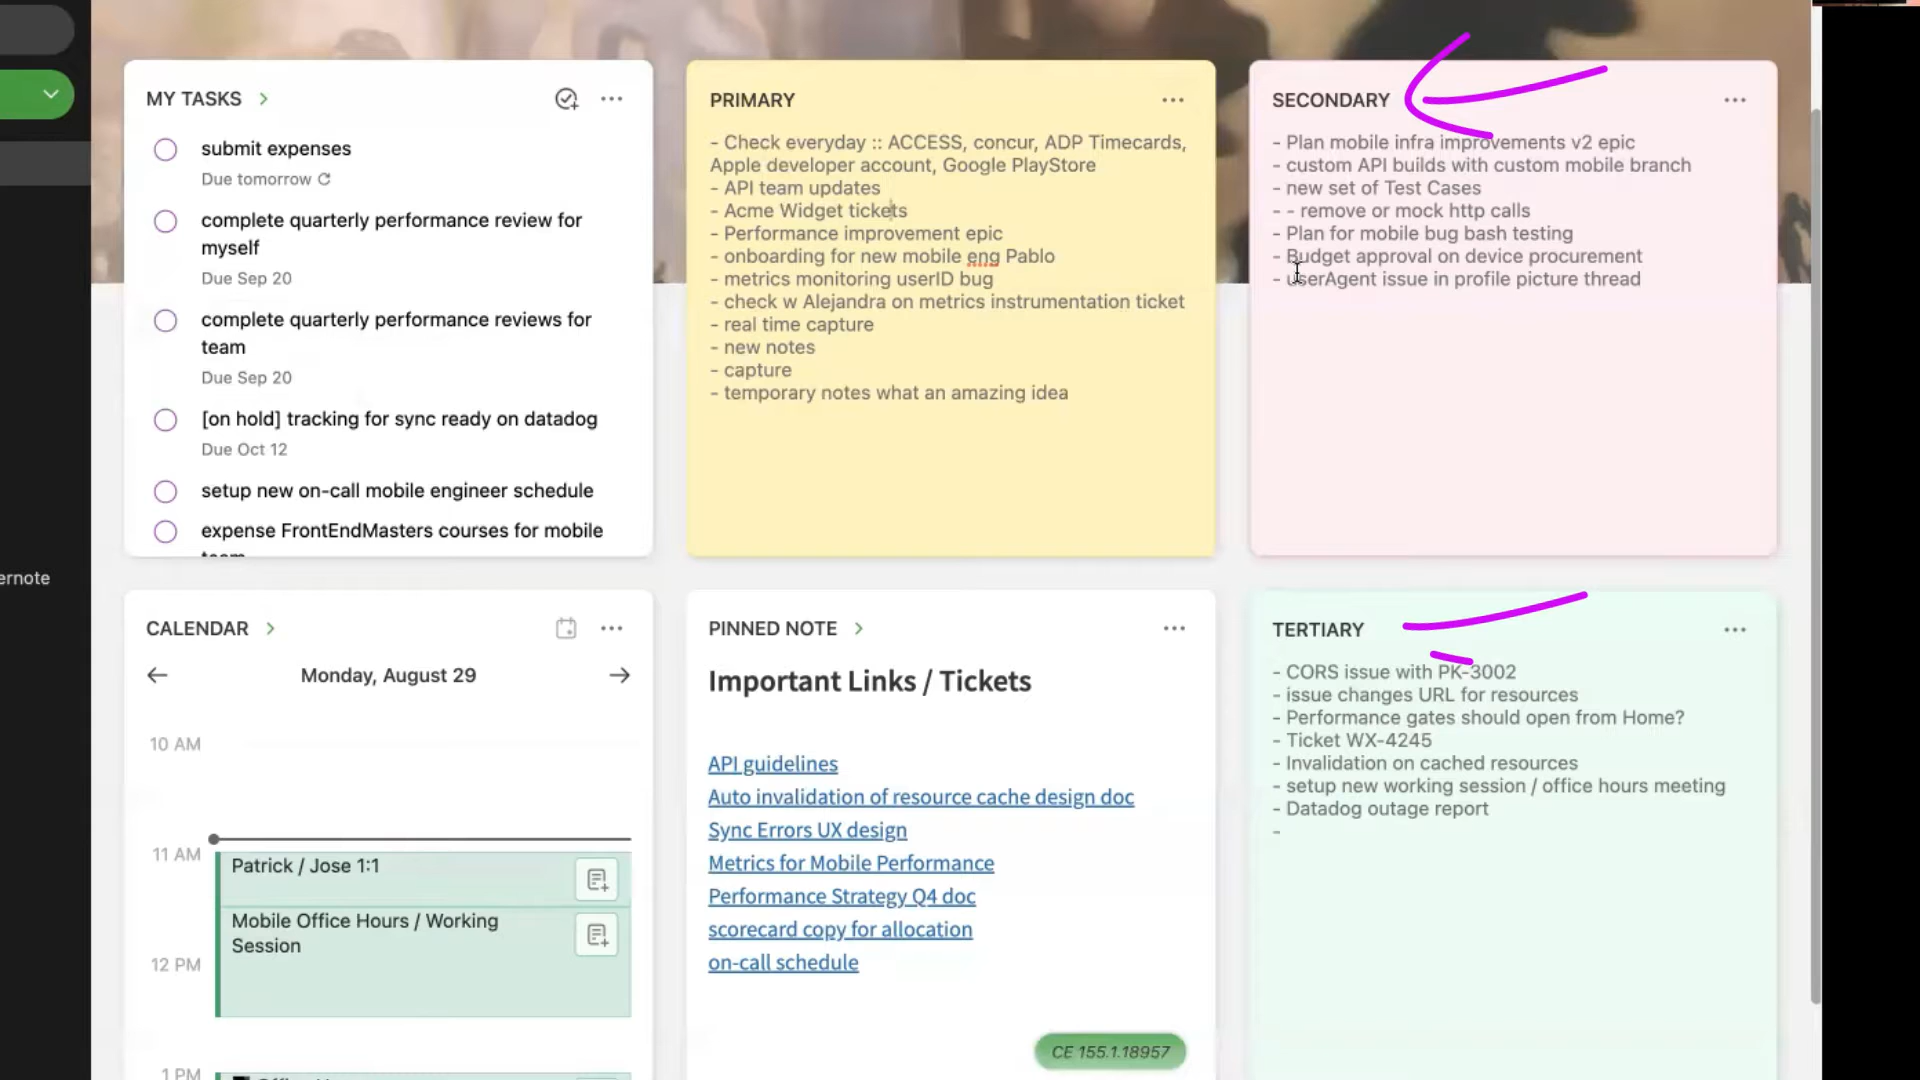 MY TASKS
submit expenses
Due tomorrow
complete quarterly performance review for
myself
Due Sep 20
complete quarterly performance reviews for
team
Due Sep 20
[on hold] tracking for sync ready on datadog
Due Oct 12
setup new on-call mobile engineer schedule
expense FrontEndMasters courses for mobile
team
PRIMARY
- Check everyday :: ACCESS, concur, ADP Timecards,
Apple developer account, Google PlayStore
- API team updates
- Acme Widget tickets
- Performance improvement epic
- onboarding for new mobile eng Pablo
- metrics monitoring userID bug
- check w Alejandra on metrics instrumentation ticket
- real time capture
- new notes
- capture
- temporary notes what an amazing idea
SECONDARY
- Plan mobile infra improvements v2 epic
- custom API builds with custom mobile branch
- new set of Test Cases
- - remove or mock http calls
- Plan for mobile bug bash testing
- Budget approval on device procurement
- userAgent issue in profile picture thread
ernote
CALENDAR
Monday, August 29
10 AM
11 AM
Patrick / Jose 1:1
Mobile Office Hours / Working
Session
12 PM
1 PM
PINNED NOTE
Important Links / Tickets
API guidelines
Auto invalidation of resource cache design doc
Sync Errors UX design
Metrics for Mobile Performance
Performance Strategy Q4 doc
scorecard copy for allocation
on-call schedule
CE 155.1.18957
TERTIARY
- CORS issue with PK-3002
- issue changes URL for resources
- Performance gates should open from Home?
- Ticket WX-4245
- Invalidation on cached resources
- setup new working session / office hours meeting
- Datadog outage report
-